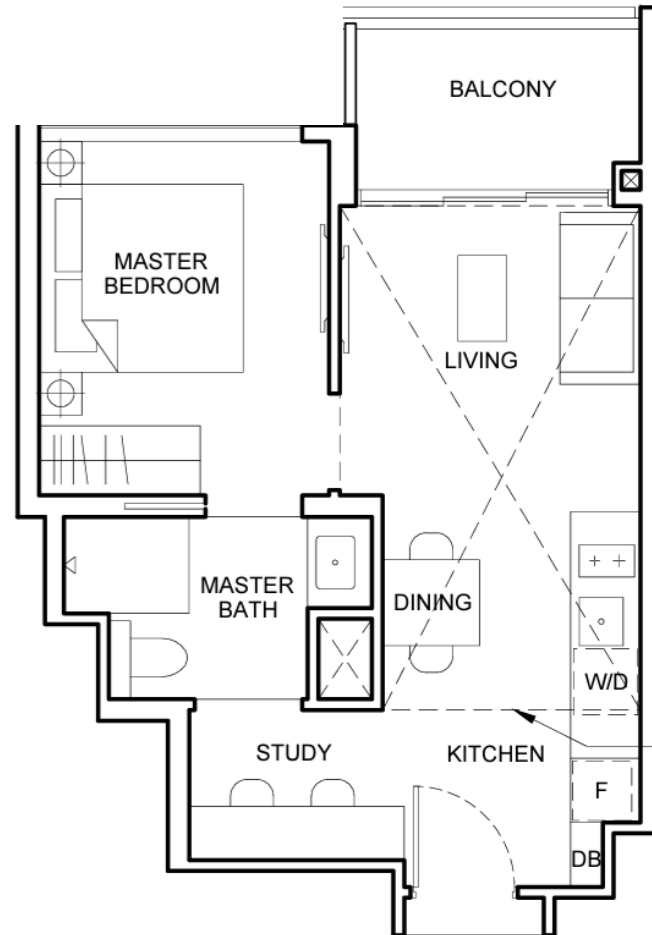 BALCONY
MASTER
BEDROOM
LIVING
MASTER
BATH
DINING
W/D
STUDY
KITCHEN
F
DB